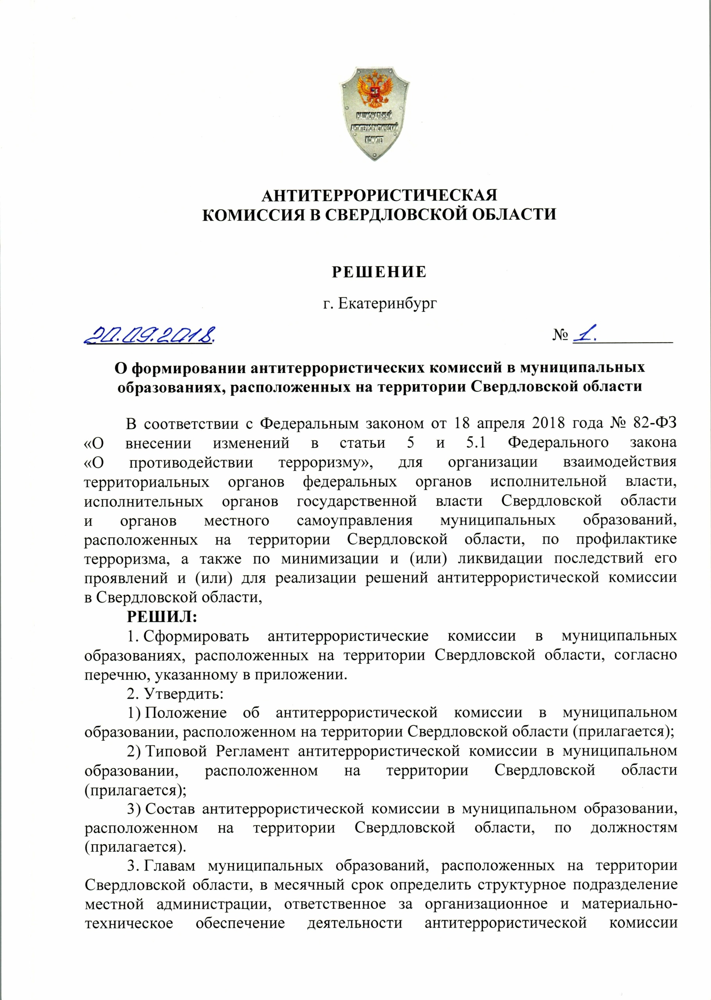 НАЦИОНАЛЬНЫЙ
АНТИТЕРРОРИСТИЧЕСКИЙ
КОМИТЕТ
АНТИТЕРРОРИСТИЧЕСКАЯ
КОМИССИЯ В СВЕРДЛОВСКОЙ ОБЛАСТИ
РЕШЕНИЕ
г. Екатеринбург
20.09.2018. № 1.
О формировании антитеррористических комиссий в муниципальных
образованиях, расположенных на территории Свердловской области
В соответствии с Федеральным законом от 18 апреля 2018 года № 82-ФЗ
«О внесении изменений в статьи 5 и 5.1 Федерального закона
«О противодействии терроризму», для организации взаимодействия
территориальных органов федеральных органов исполнительной власти,
исполнительных органов государственной власти Свердловской области
и органов местного самоуправления муниципальных образований,
расположенных на территории Свердловской области, по профилактике
терроризма, а также по минимизации и (или) ликвидации последствий его
проявлений и (или) для реализации решений антитеррористической комиссии
в Свердловской области,
РЕШИЛ:
1. Сформировать антитеррористические комиссии в муниципальных
образованиях, расположенных на территории Свердловской области, согласно
перечню, указанному в приложении.
2. Утвердить:
1) Положение об антитеррористической комиссии в муниципальном
образовании, расположенном на территории Свердловской области (прилагается);
2) Типовой Регламент антитеррористической комиссии в муниципальном
образовании, расположенном на территории Свердловской области
(прилагается);
3) Состав антитеррористической комиссии в муниципальном образовании,
расположенном на территории Свердловской области, по должностям
(прилагается).
3. Главам муниципальных образований, расположенных на территории
Свердловской области, в месячный срок определить структурное подразделение
местной администрации, ответственное за организационное и материально-
техническое обеспечение деятельности антитеррористической комиссии